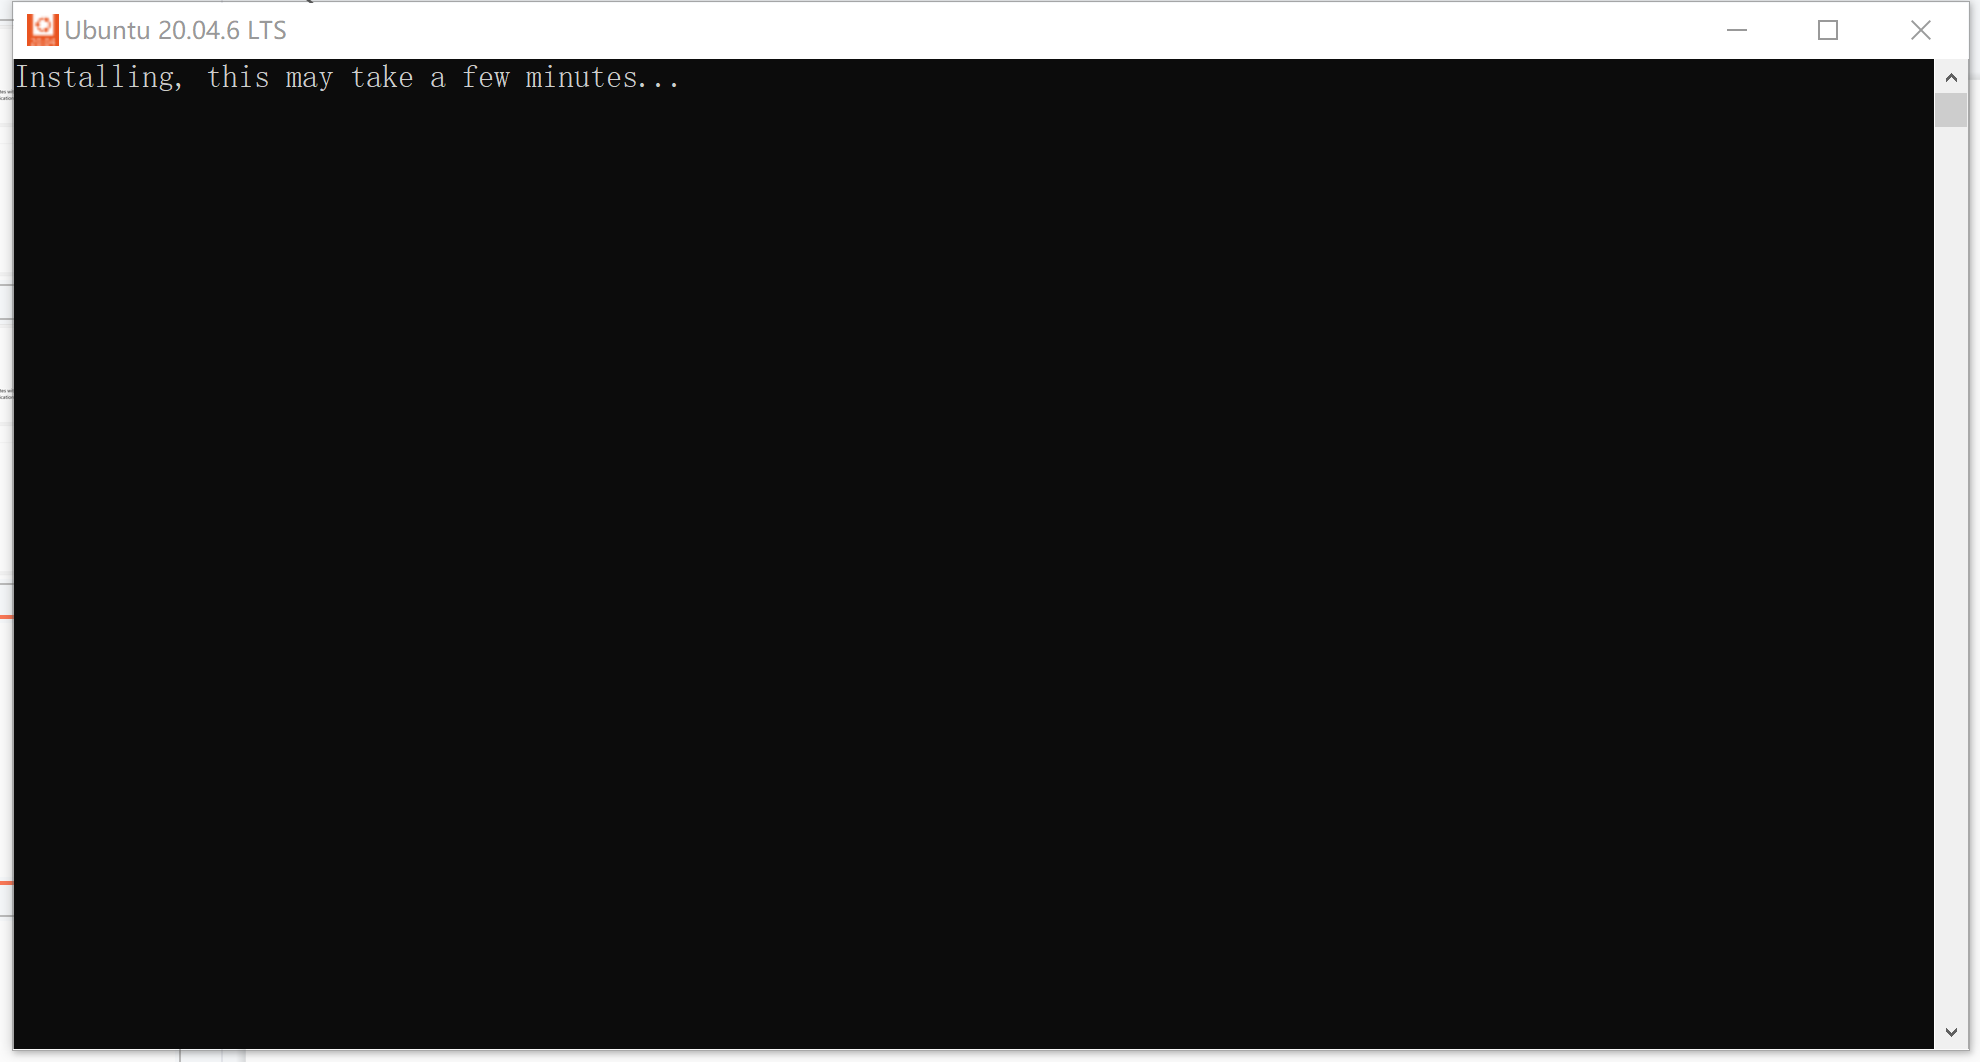 Ubuntu 20.04.6 LTS
Installing, this may take a few minutes...